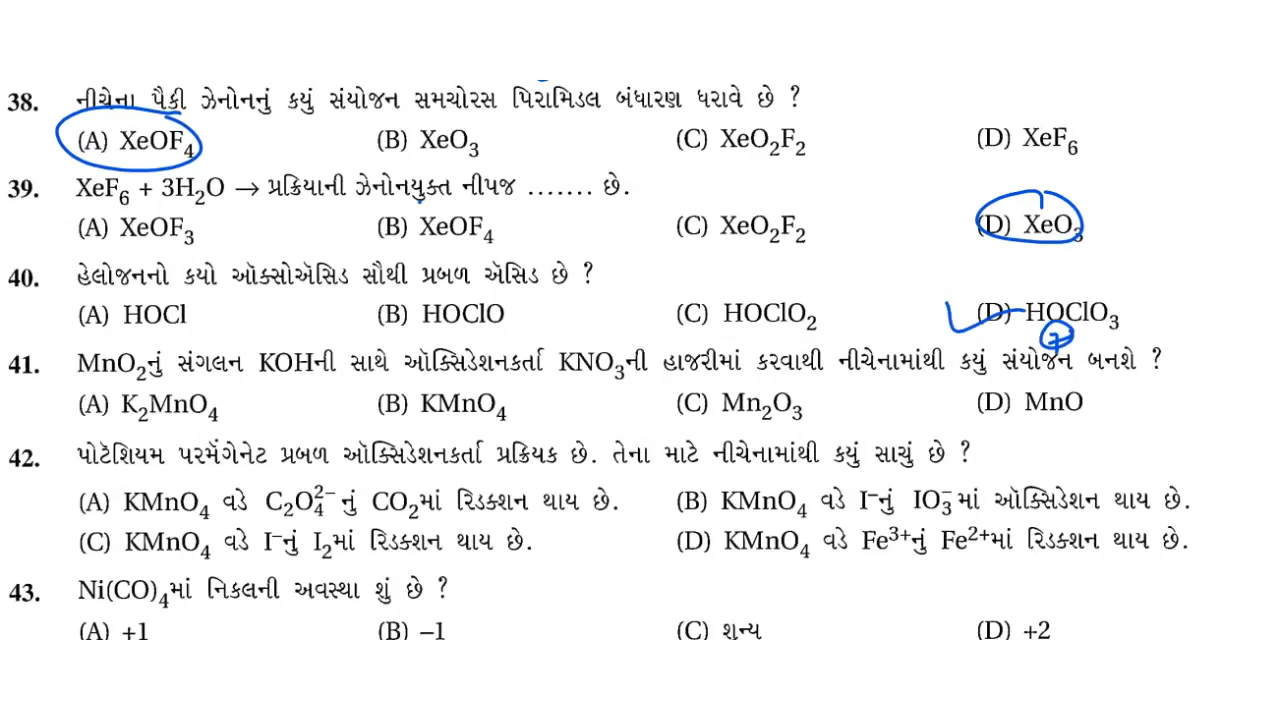 38. નીચેના પૈકી ઝેનોનનું કયું સંયોજન સમચોરસ પિરામિડલ બંધારણ ધરાવે છે ?
(A) XeOF₄ (B) XeO₃ (C) XeO₂F₂ (D) XeF₆
39. XeF₆ + 3H₂O → પ્રક્રિયાની ઝેનોનયુક્ત નીપજ ....... છે.
(A) XeOF₃ (B) XeOF₄ (C) XeO₂F₂ (D) XeO₃
40. હેલોજનનો કયો ઑક્સોઍસિડ સૌથી પ્રબળ ઍસિડ છે ?
(A) HOCl (B) HOClO (C) HOClO₂ (D) HOClO₃
7
41. MnO₂નું સંગલન KOHની સાથે ઑક્સિડેશનકર્તા KNO₃ની હાજરીમાં કરવાથી નીચેનામાંથી કયું સંયોજન બનશે ?
(A) K₂MnO₄ (B) KMnO₄ (C) Mn₂O₃ (D) MnO
42. પોટૅશિયમ પરમૅંગેનેટ પ્રબળ ઑક્સિડેશનકર્તા પ્રક્રિયક છે. તેના માટે નીચેનામાંથી કયું સાચું છે ?
(A) KMnO₄ વડે C₂O₄²⁻નું CO₂માં રિડક્શન થાય છે. (B) KMnO₄ વડે I⁻નું IO₃⁻માં ઑક્સિડેશન થાય છે.
(C) KMnO₄ વડે I⁻નું I₂માં રિડક્શન થાય છે. (D) KMnO₄ વડે Fe³⁺નું Fe²⁺માં રિડક્શન થાય છે.
43. Ni(CO)₄માં નિકલની અવસ્થા શું છે ?
(A) +1 (B) –1 (C) શૂન્ય (D) +2